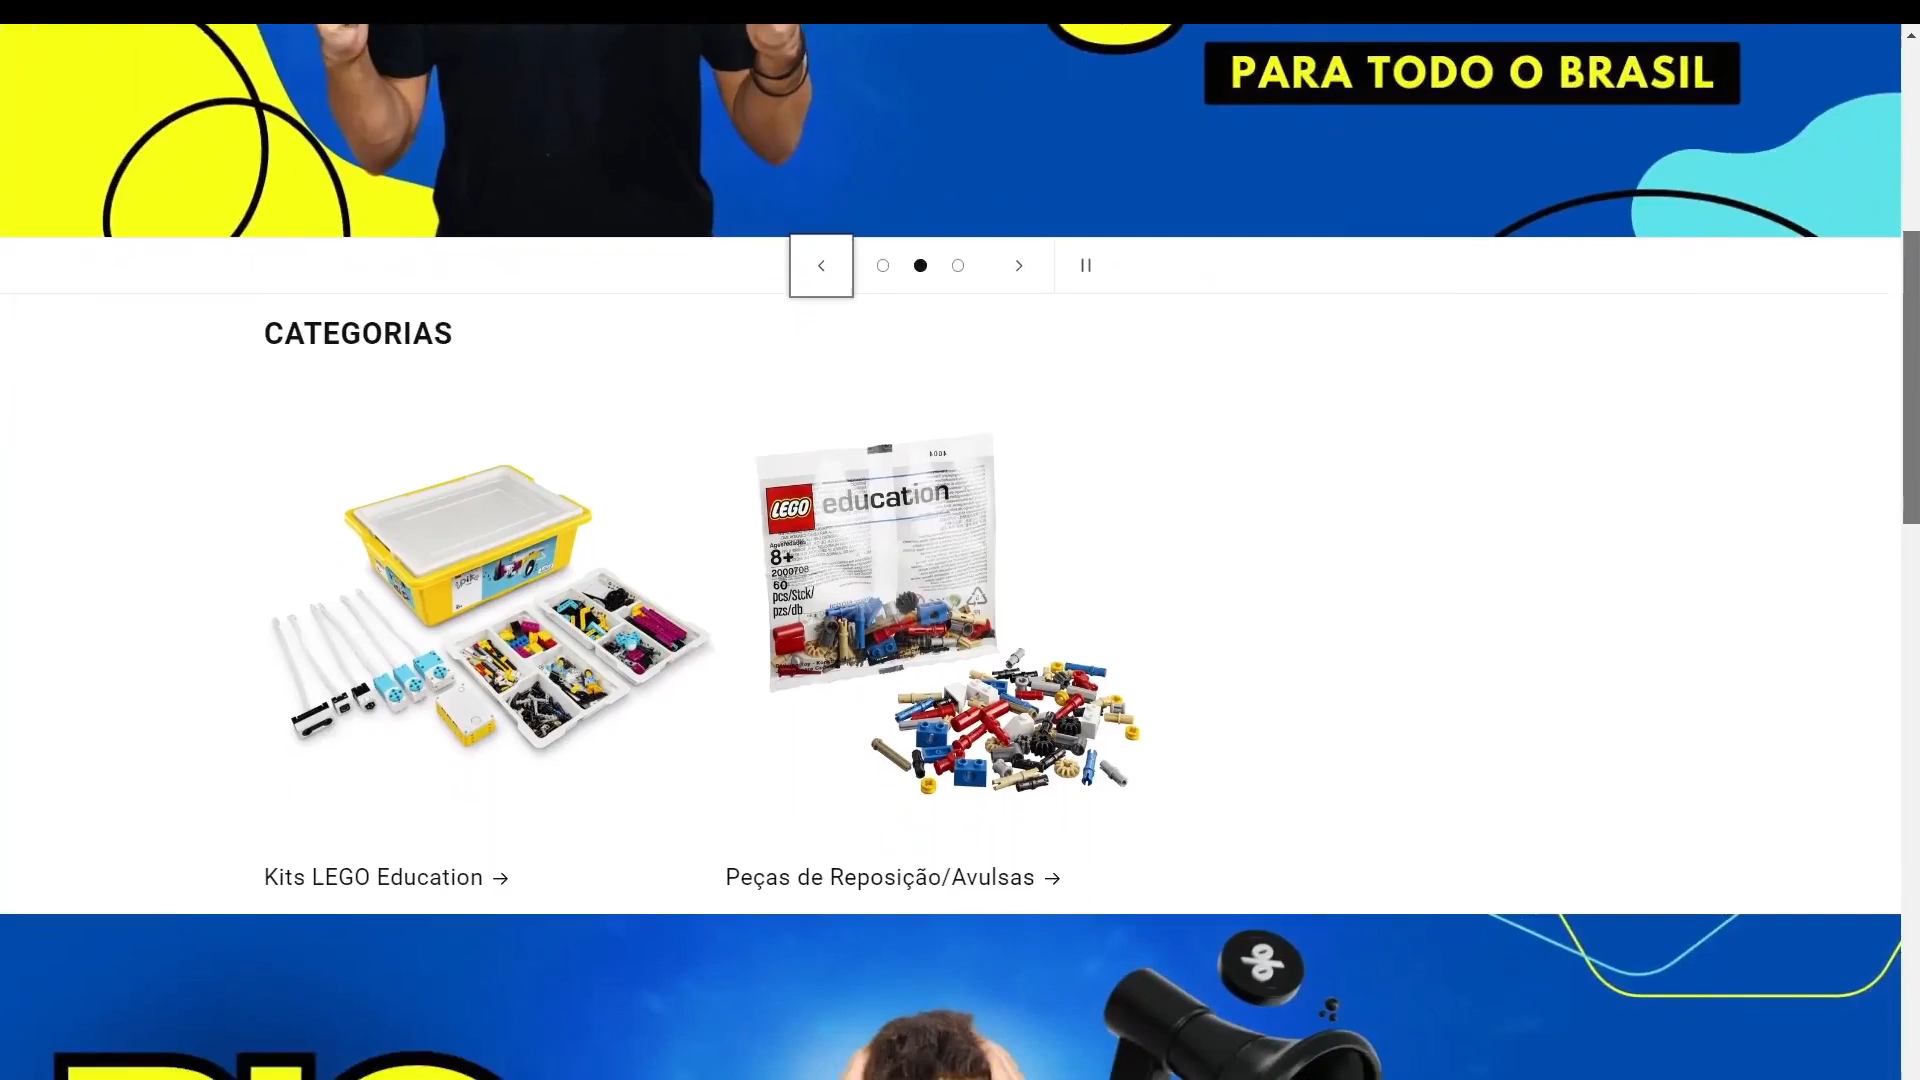 PARA TODO O BRASIL
CATEGORIAS
4604
LEGO education
8+
2000708
60
pcs/Stck/
pzs/db
Kits LEGO Education →
Peças de Reposição/Avulsas →
%